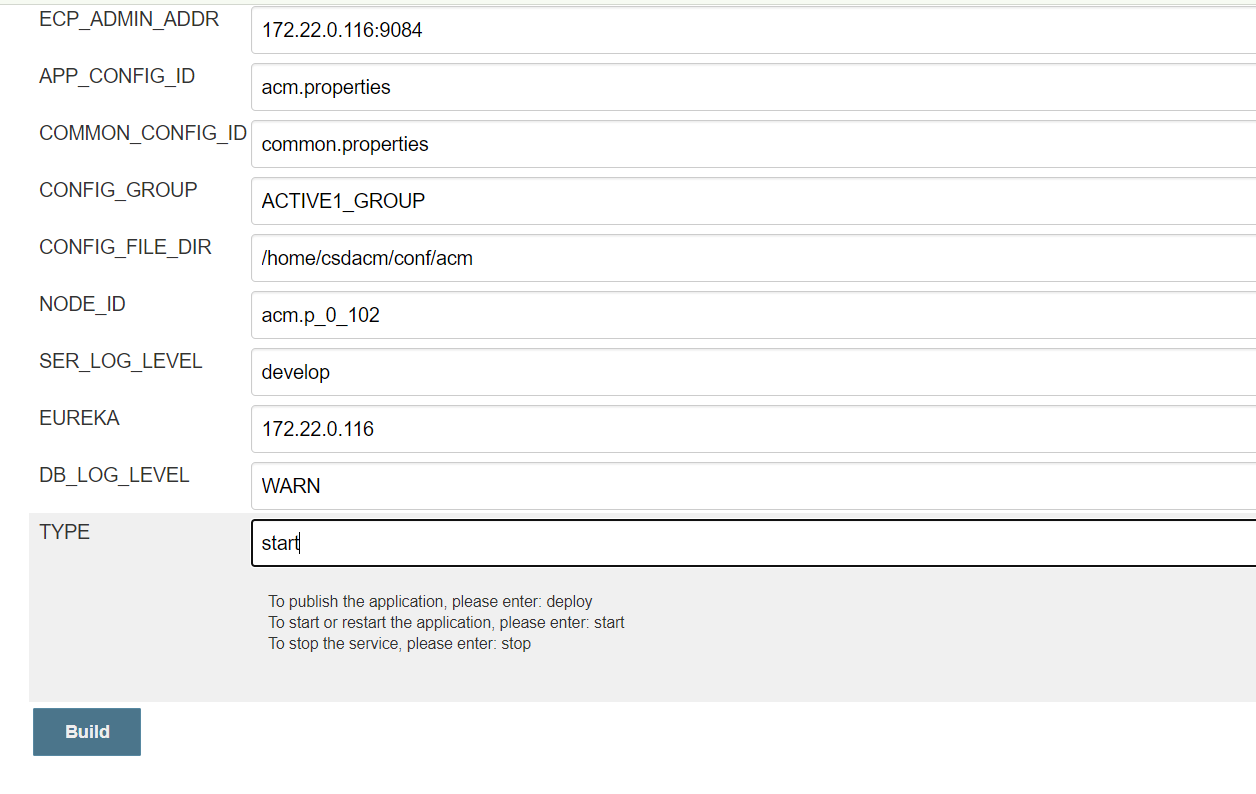 ECP_ADMIN_ADDR
172.22.0.116:9084
APP_CONFIG_ID
acm.properties
COMMON_CONFIG_ID
common.properties
CONFIG_GROUP
ACTIVE1_GROUP
CONFIG_FILE_DIR
/home/csdacm/conf/acm
NODE_ID
acm.p_0_102
SER_LOG_LEVEL
develop
EUREKA
172.22.0.116
DB_LOG_LEVEL
WARN
TYPE
start
To publish the application, please enter: deploy
To start or restart the application, please enter: start
To stop the service, please enter: stop
Build